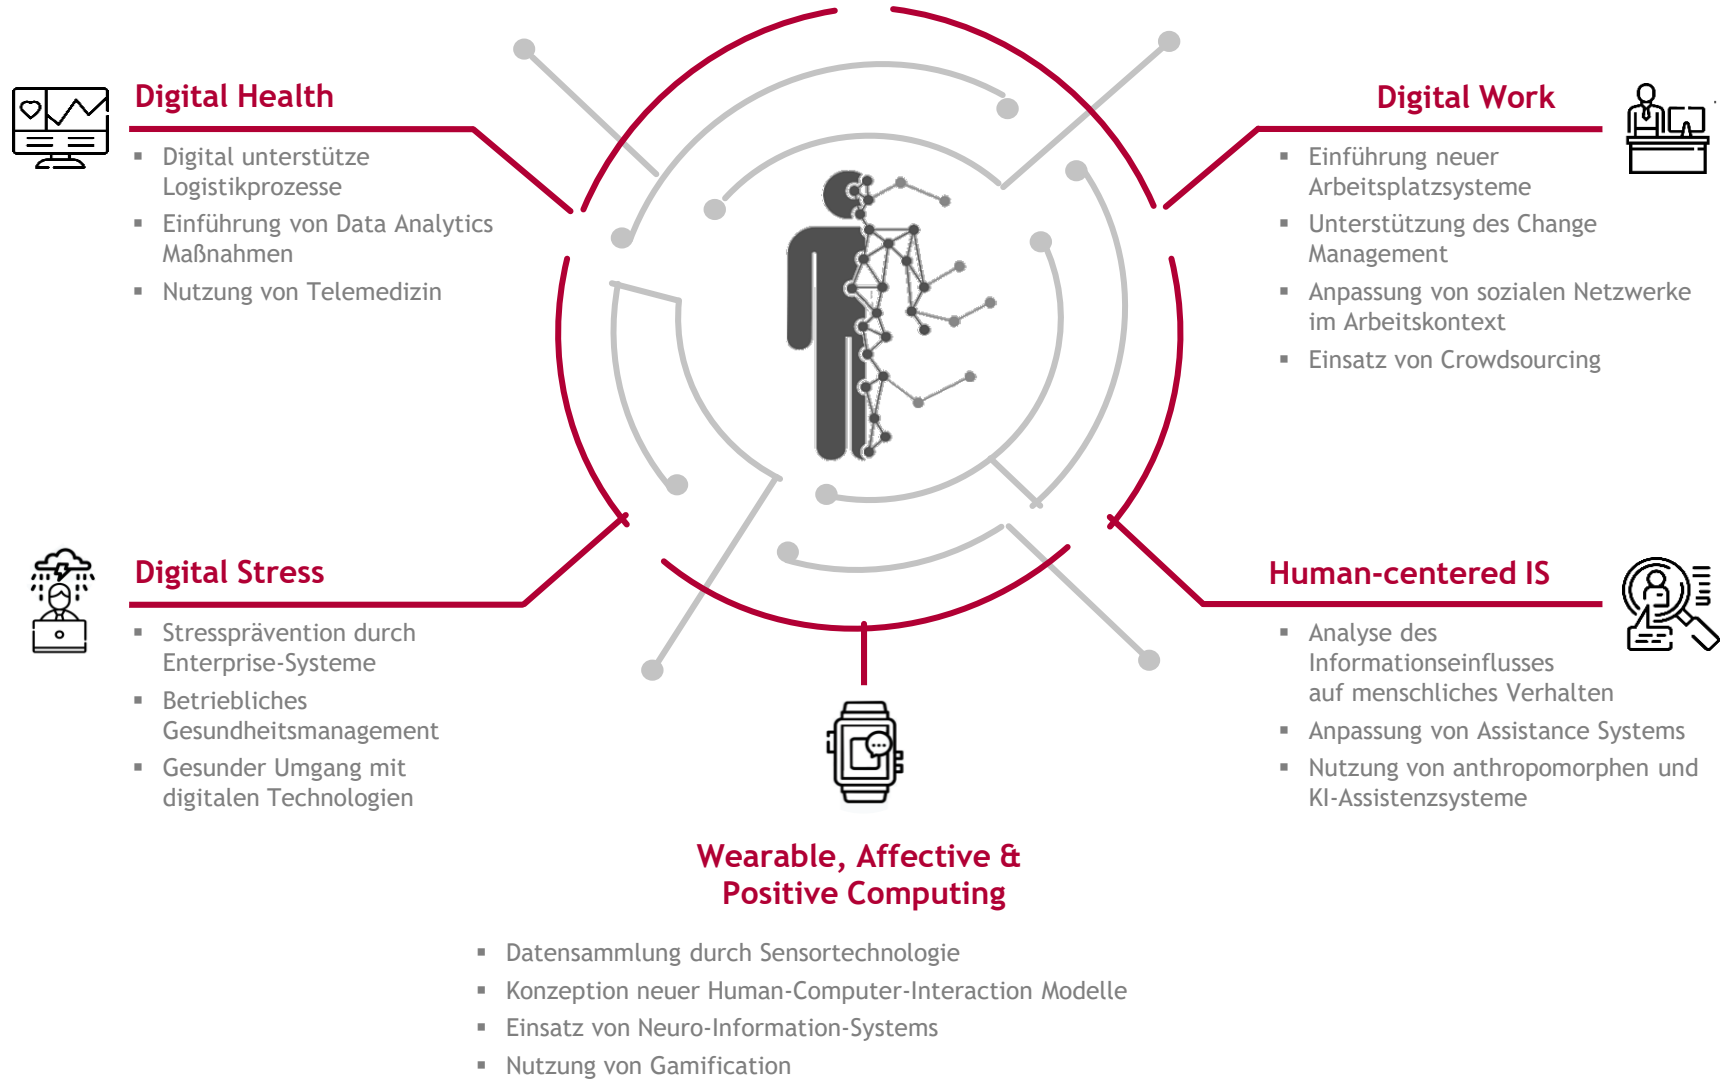 Digital Health
▪ Digital unterstütze
Logistikprozesse
▪ Einführung von Data Analytics
Maßnahmen
▪ Nutzung von Telemedizin
Digital Work
▪ Einführung neuer
Arbeitsplatzsysteme
▪ Unterstützung des Change
Management
▪ Anpassung von sozialen Netzwerke
im Arbeitskontext
▪ Einsatz von Crowdsourcing
Digital Stress
▪ Stressprävention durch
Enterprise-Systeme
▪ Betriebliches
Gesundheitsmanagement
▪ Gesunder Umgang mit
digitalen Technologien
Human-centered IS
▪ Analyse des
Informationseinflusses
auf menschliches Verhalten
▪ Anpassung von Assistance Systems
▪ Nutzung von anthropomorphen und
KI-Assistenzsysteme
Wearable, Affective &
Positive Computing
▪ Datensammlung durch Sensortechnologie
▪ Konzeption neuer Human-Computer-Interaction Modelle
▪ Einsatz von Neuro-Information-Systems
▪ Nutzung von Gamification